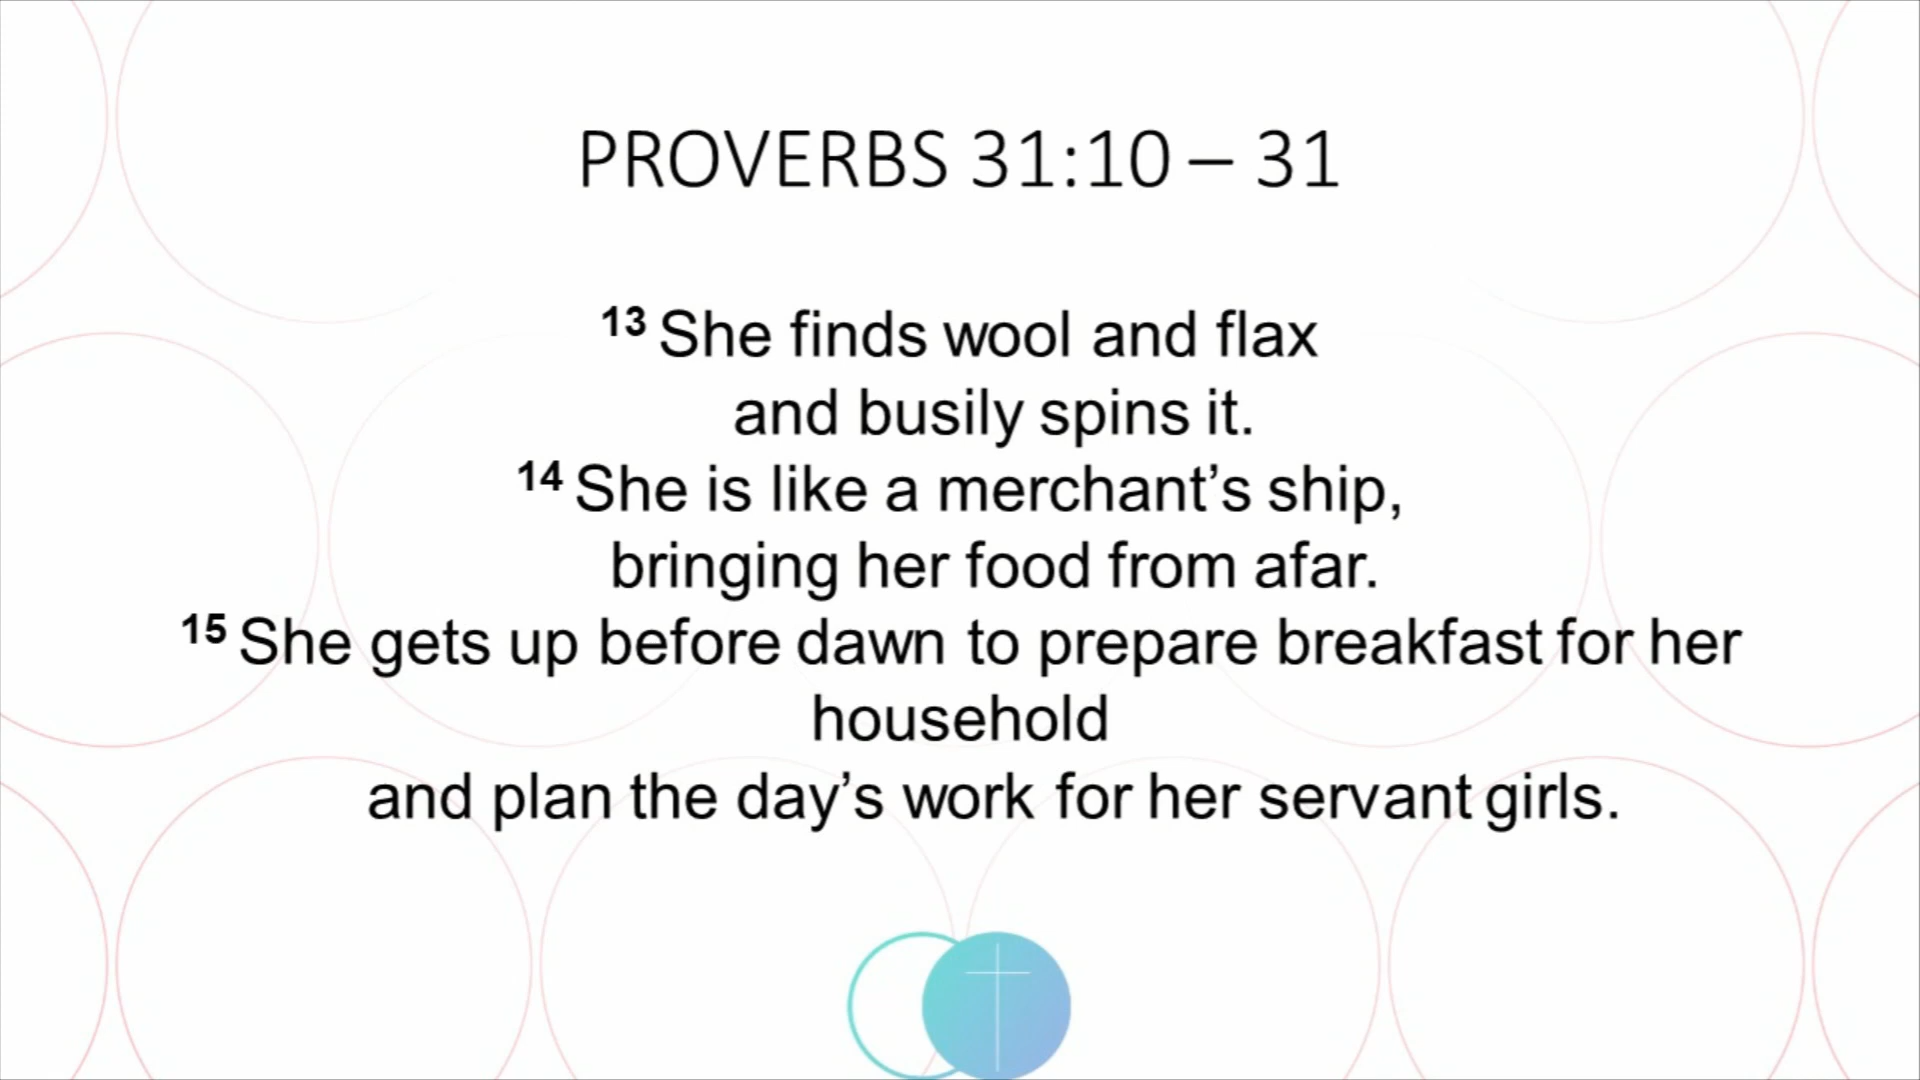 PROVERBS 31:10 – 31
13 She finds wool and flax
and busily spins it.
14 She is like a merchant’s ship,
bringing her food from afar.
15 She gets up before dawn to prepare breakfast for her
household
and plan the day’s work for her servant girls.